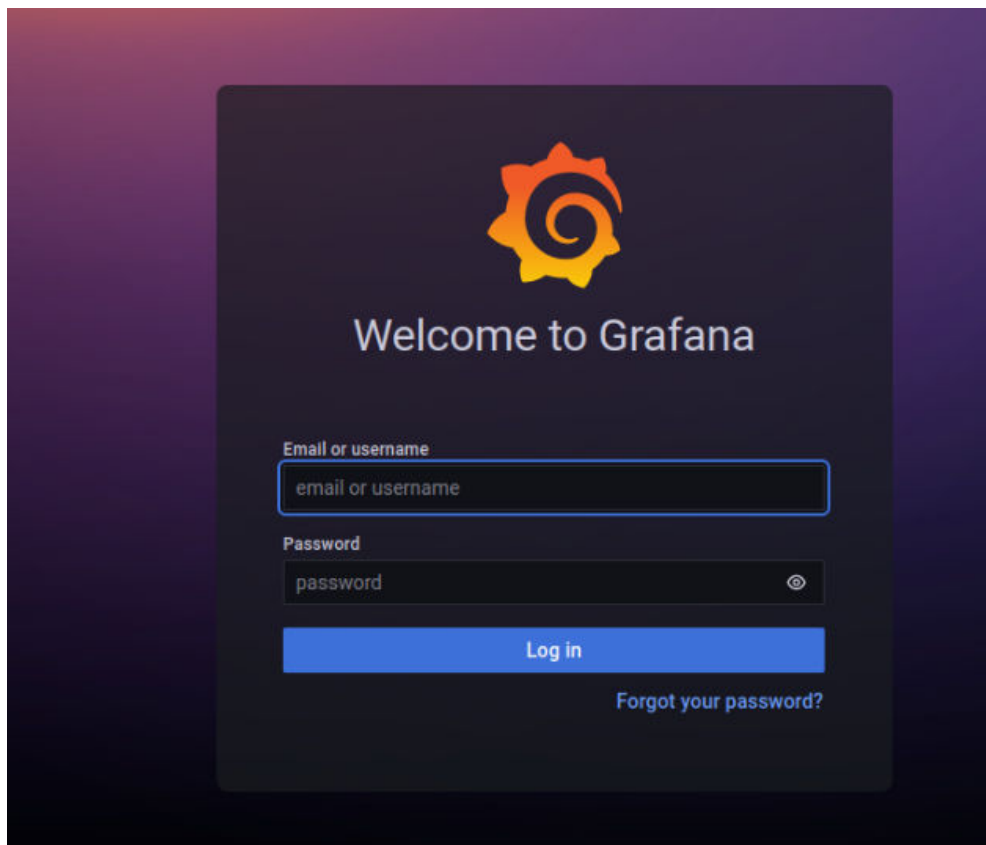 Welcome to Grafana
Email or username
email or username
Password
password
Log in
Forgot your password?